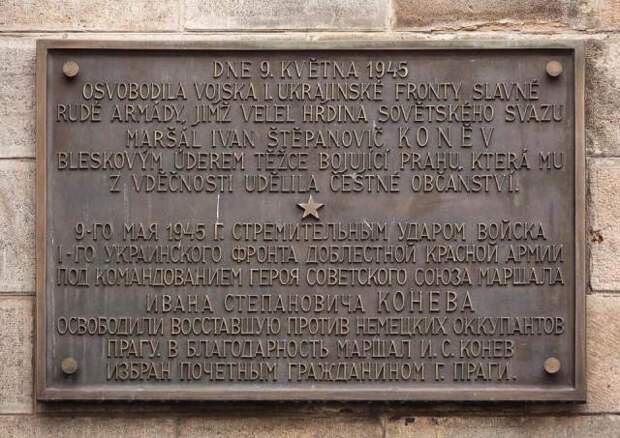 DNE 9. KVĚTNA 1945
OSVOBODILA VOJSKA I. UKRAJINSKÉ FRONTY SLAVNÉ
RUDÉ ARMÁDY, JIMŽ VELEL HRDINA SOVĚTSKÉHO SVAZU
MARŠÁL IVAN ŠTĚPANOVIČ KONĚV
BLESKOVÝM ÚDEREM TĚŽCE BOJUJÍCÍ PRAHU, KTERÁ MU
Z VDĚČNOSTI UDĚLILA ČESTNÉ OBČANSTVÍ.
9-ГО МАЯ 1945 Г. СТРЕМИТЕЛЬНЫМ УДАРОМ ВОЙСКА
I-ГО УКРАИНСКОГО ФРОНТА ДОБЛЕСТНОЙ КРАСНОЙ АРМИИ
ПОД КОМАНДОВАНИЕМ ГЕРОЯ СОВЕТСКОГО СОЮЗА МАРШАЛА
ИВАНА СТЕПАНОВИЧА КОНЕВА
ОСВОБОДИЛИ ВОССТАВШУЮ ПРОТИВ НЕМЕЦКИХ ОККУПАНТОВ
ПРАГУ. В БЛАГОДАРНОСТЬ МАРШАЛ И. С. КОНЕВ
ИЗБРАН ПОЧЕТНЫМ ГРАЖДАНИНОМ Г. ПРАГИ.